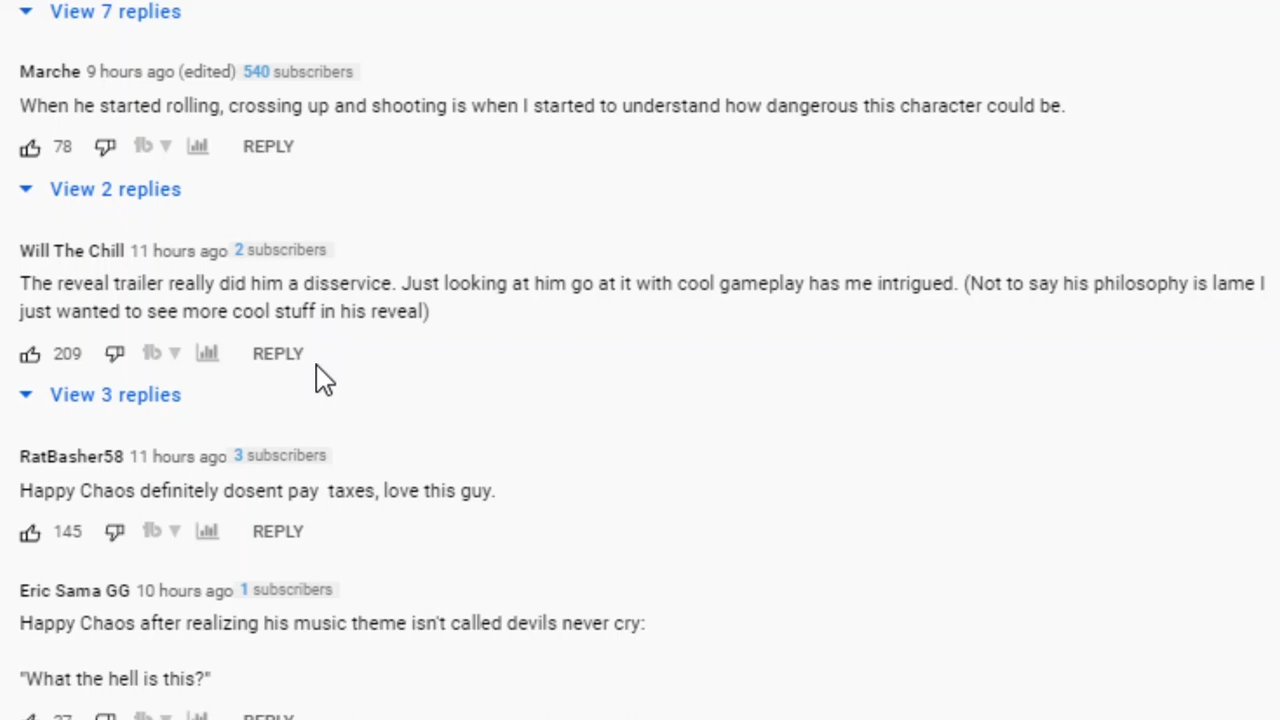 View 7 replies
Marche 9 hours ago (edited) 540 subscribers
When he started rolling, crossing up and shooting is when I started to understand how dangerous this character could be.
78 REPLY
View 2 replies
Will The Chill 11 hours ago 2 subscribers
The reveal trailer really did him a disservice. Just looking at him go at it with cool gameplay has me intrigued. (Not to say his philosophy is lame I
just wanted to see more cool stuff in his reveal)
209 REPLY
View 3 replies
RatBasher58 11 hours ago 3 subscribers
Happy Chaos definitely dosent pay  taxes, love this guy.
145 REPLY
Eric Sama GG 10 hours ago 1 subscribers
Happy Chaos after realizing his music theme isn't called devils never cry:
"What the hell is this?"
REPLY